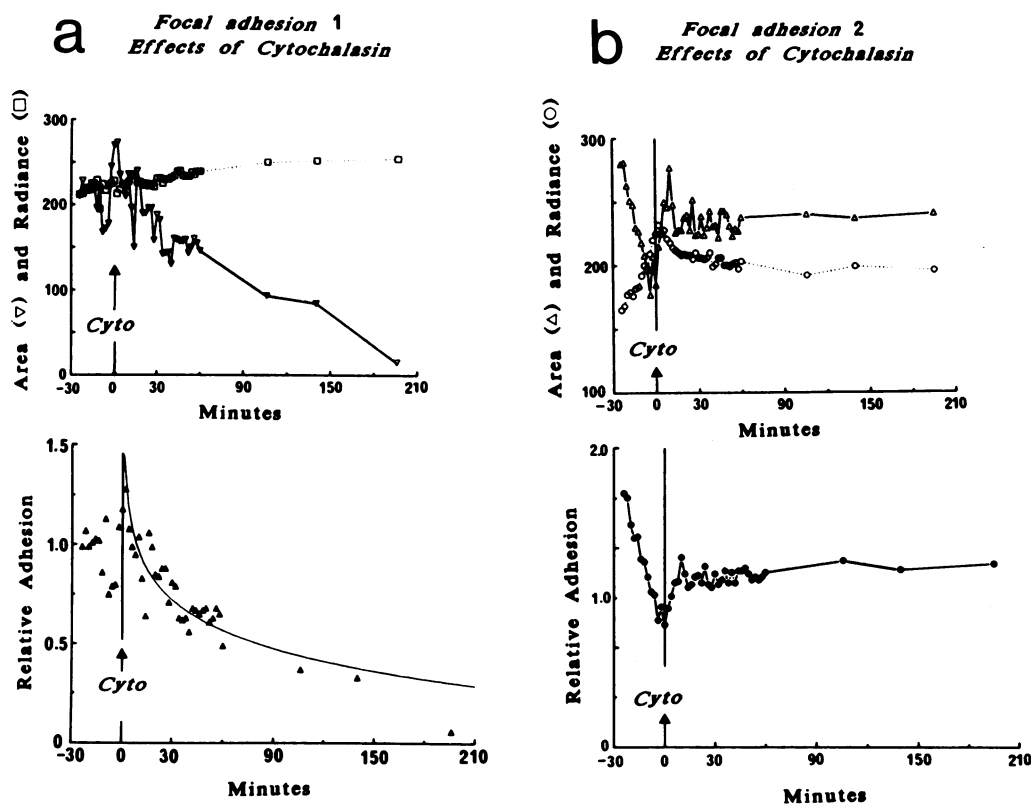 a
Focal adhesion 1
Effects of Cytochalasin
Area (▽) and Radiance (□)
300
200
100
0
Cyto
-30 0 30 90 150 210
Minutes
Relative Adhesion
1.5
1.0
0.5
0
Cyto
-30 0 30 90 150 210
Minutes
b
Focal adhesion 2
Effects of Cytochalasin
Area (△) and Radiance (○)
300
200
100
Cyto
-30 0 30 90 150 210
Minutes
Relative Adhesion
2.0
1.0
0
Cyto
-30 0 30 90 150 210
Minutes